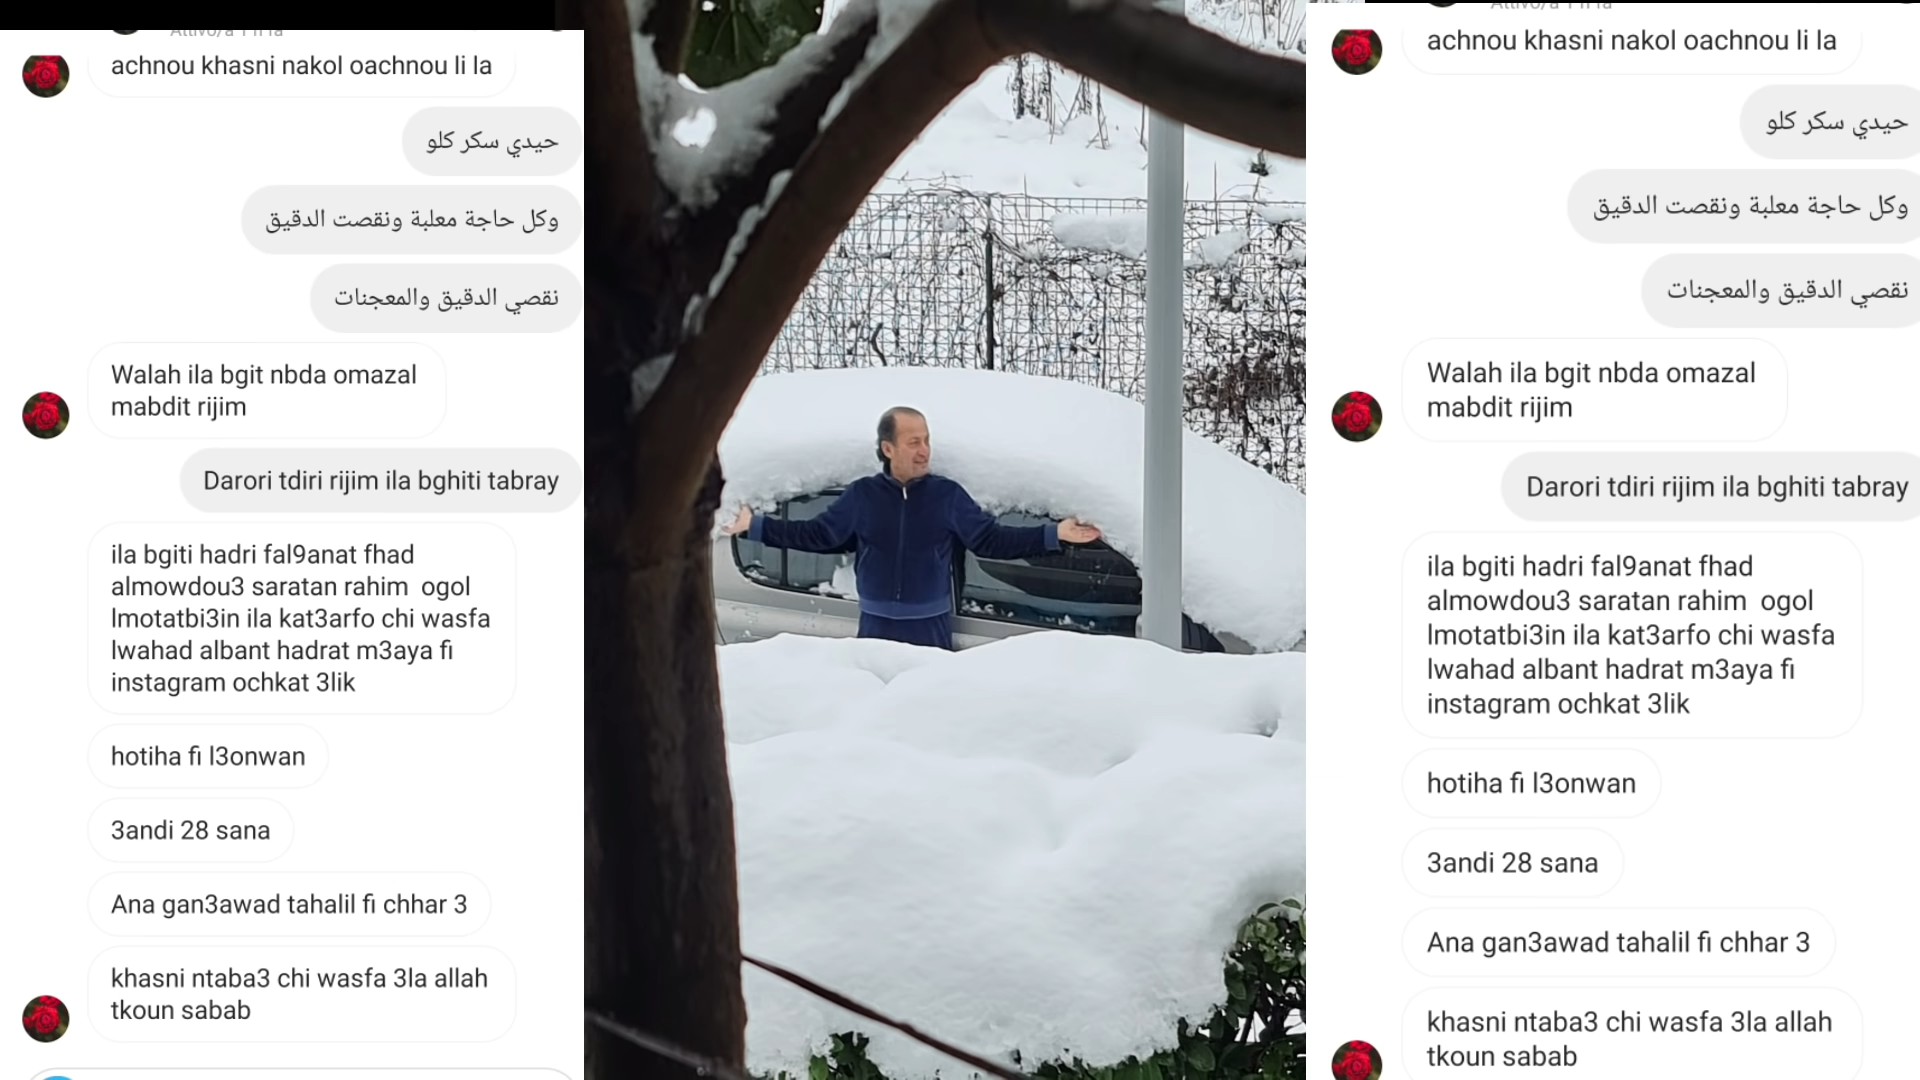 achnou khasni nakol oachnou li la
حيدي سكر كلو
وكل حاجة معلبة ونقصت الدقيق
نقصي الدقيق والمعجنات
Walah ila bgit nbda omazal
mabdit rijim
Darori tdiri rijim ila bghiti tabray
ila bgiti hadri fal9anat fhad
almowdou3 saratan rahim ogol
lmotatbi3in ila kat3arfo chi wasfa
lwahad albant hadrat m3aya fi
instagram ochkat 3lik
hotiha fi l3onwan
3andi 28 sana
Ana gan3awad tahalil fi chhar 3
khasni ntaba3 chi wasfa 3la allah
tkoun sabab
achnou khasni nakol oachnou li la
حيدي سكر كلو
وكل حاجة معلبة ونقصت الدقيق
نقصي الدقيق والمعجنات
Walah ila bgit nbda omazal
mabdit rijim
Darori tdiri rijim ila bghiti tabray
ila bgiti hadri fal9anat fhad
almowdou3 saratan rahim ogol
lmotatbi3in ila kat3arfo chi wasfa
lwahad albant hadrat m3aya fi
instagram ochkat 3lik
hotiha fi l3onwan
3andi 28 sana
Ana gan3awad tahalil fi chhar 3
khasni ntaba3 chi wasfa 3la allah
tkoun sabab